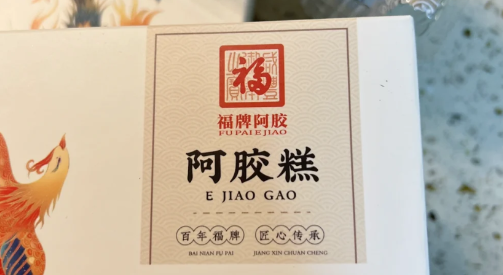 福
福牌阿胶
FU PAI E JIAO
阿胶糕
E JIAO GAO
百年福牌 匠心传承
BAI NIAN FU PAI JIANG XIN CHUAN CHENG